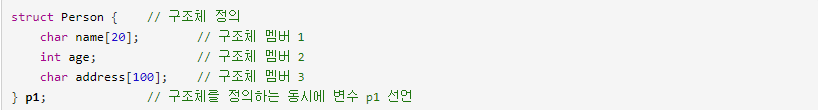 struct Person {    // 구조체 정의
    char name[20];        // 구조체 멤버 1
    int age;              // 구조체 멤버 2
    char address[100];    // 구조체 멤버 3
} p1;              // 구조체를 정의하는 동시에 변수 p1 선언